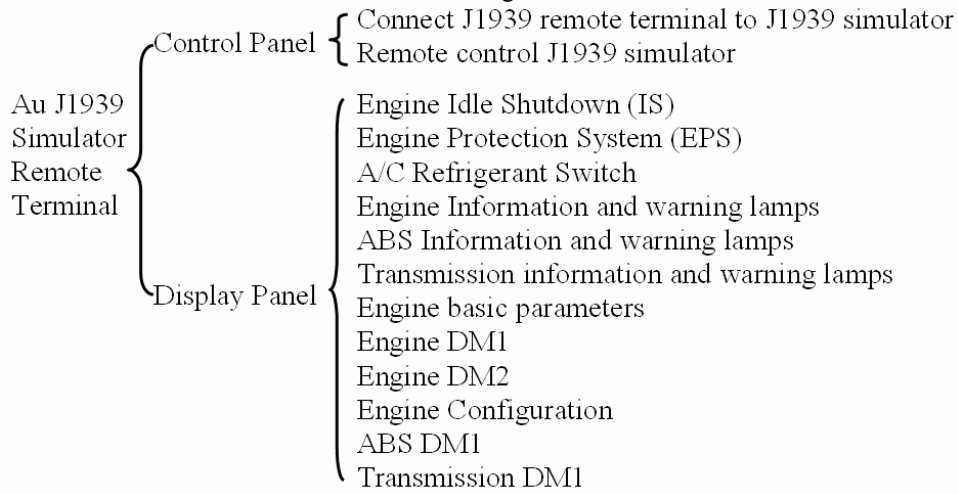 Connect J1939 remote terminal to J1939 simulator
Control Panel
Remote control J1939 simulator
Au J1939
Simulator
Remote
Terminal
Engine Idle Shutdown (IS)
Engine Protection System (EPS)
A/C Refrigerant Switch
Engine Information and warning lamps
ABS Information and warning lamps
Transmission information and warning lamps
Display Panel
Engine basic parameters
Engine DM1
Engine DM2
Engine Configuration
ABS DM1
Transmission DM1